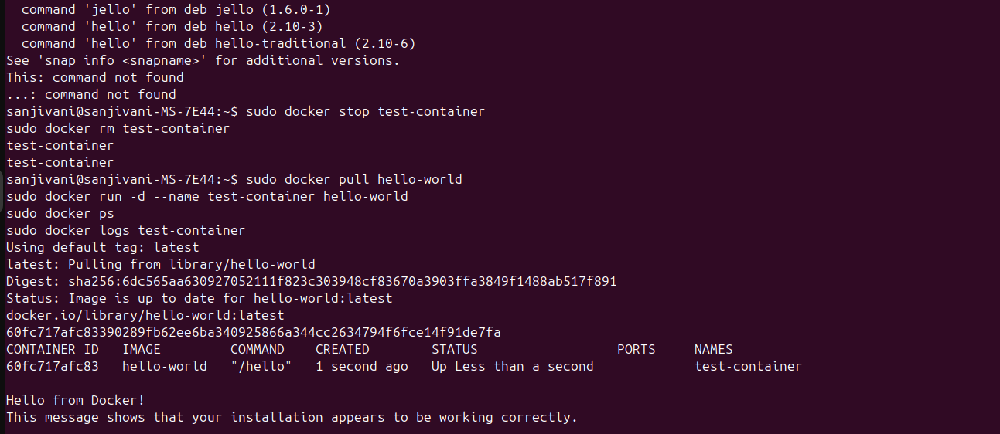 command 'jello' from deb jello (1.6.0-1)
command 'hello' from deb hello (2.10-3)
command 'hello' from deb hello-traditional (2.10-6)
See 'snap info <snapname>' for additional versions.
This: command not found
...: command not found
sanjivani@sanjivani-MS-7E44:~$ sudo docker stop test-container
sudo docker rm test-container
test-container
test-container
sanjivani@sanjivani-MS-7E44:~$ sudo docker pull hello-world
sudo docker run -d --name test-container hello-world
sudo docker ps
sudo docker logs test-container
Using default tag: latest
latest: Pulling from library/hello-world
Digest: sha256:6dc565aa630927052111f823c303948cf83670a3903ffa3849f1488ab517f891
Status: Image is up to date for hello-world:latest
docker.io/library/hello-world:latest
60fc717afc83390289fb62ee6ba340925866a344cc2634794f6fce14f91de7fa
CONTAINER ID   IMAGE         COMMAND    CREATED        STATUS                  PORTS     NAMES
60fc717afc83   hello-world   "/hello"   1 second ago   Up Less than a second             test-container
Hello from Docker!
This message shows that your installation appears to be working correctly.